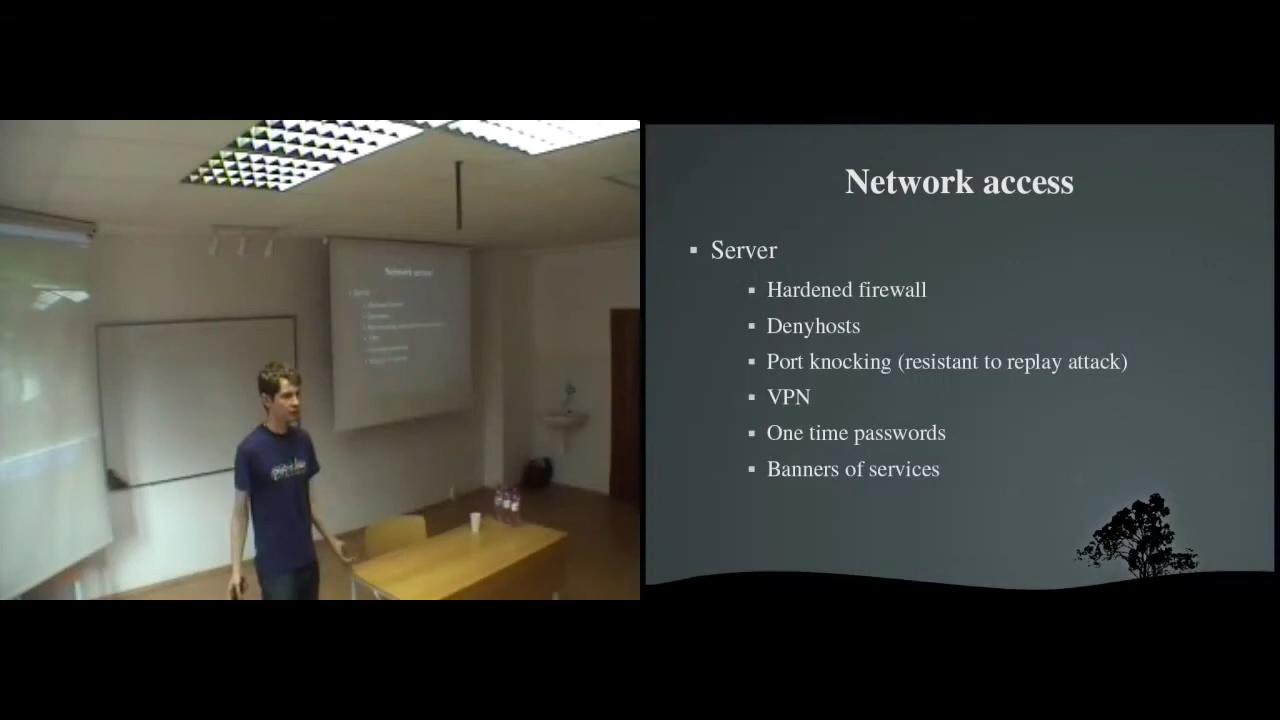 Network access
Server
Hardened firewall
Denyhosts
Port knocking (resistant to replay attack)
VPN
One time passwords
Banners of services